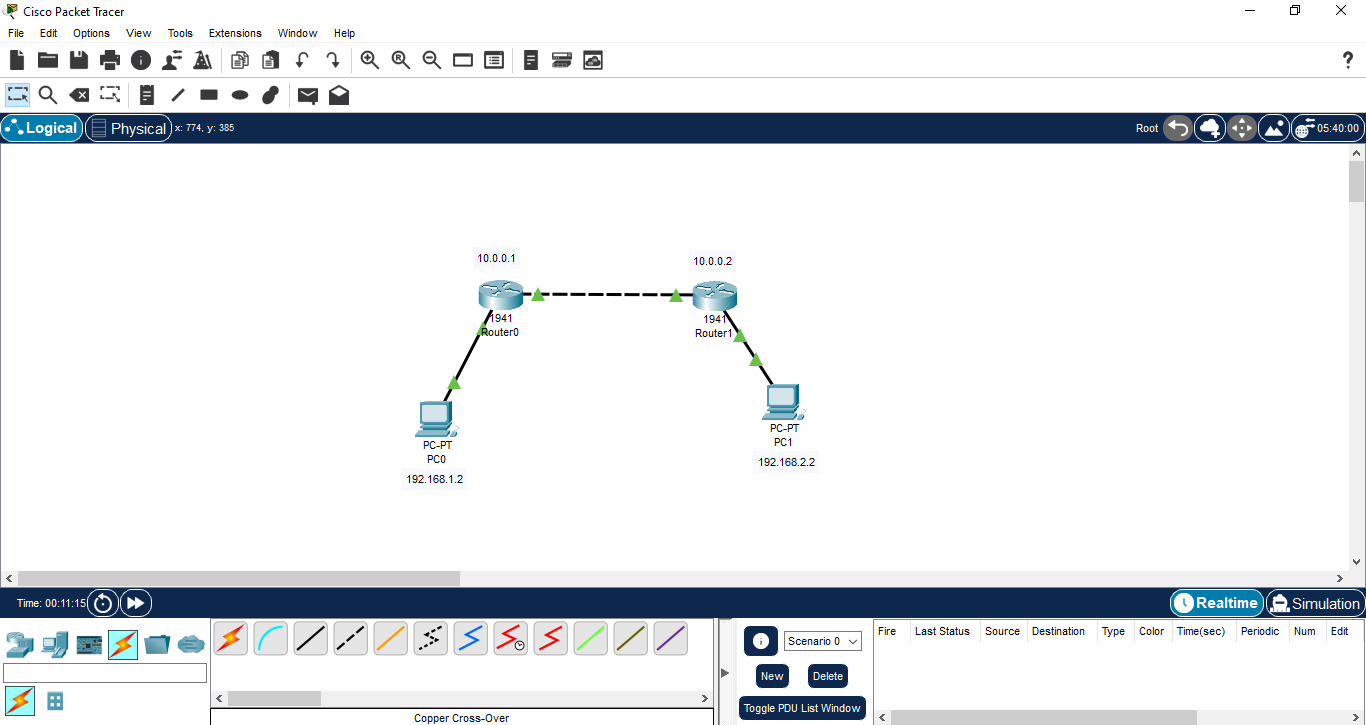 Cisco Packet Tracer
File Edit Options View Tools Extensions Window Help
?
Logical Physical x: 774, y: 385 Root 05:40:00
10.0.0.1
10.0.0.2
1941
Router0
1941
Router1
PC-PT
PC0
192.168.1.2
PC-PT
PC1
192.168.2.2
Time: 00:11:15 Realtime Simulation
Scenario 0
New Delete
Toggle PDU List Window
Fire Last Status Source Destination Type Color Time(sec) Periodic Num Edit
Copper Cross-Over